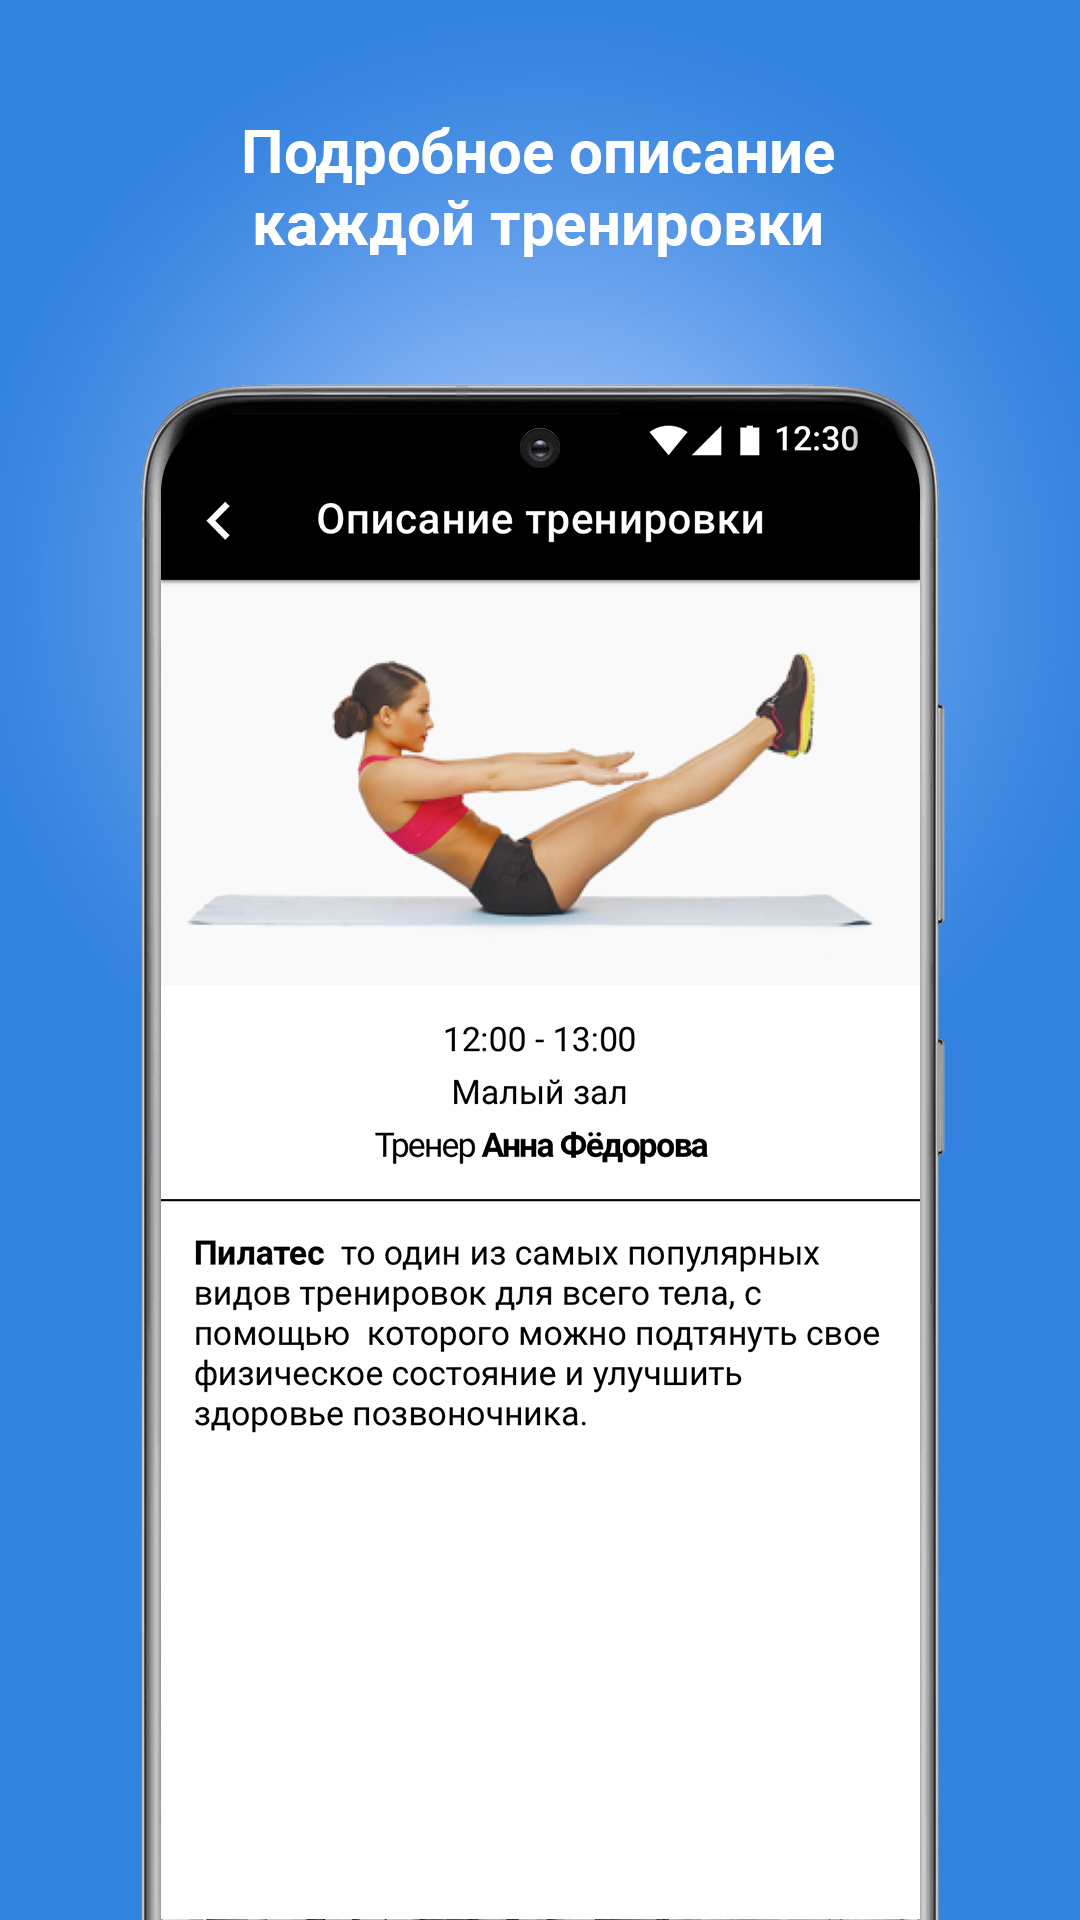 Подробное описание
каждой тренировки
12:30
Описание тренировки
12:00 - 13:00
Малый зал
Тренер Анна Фёдорова
Пилатес  то один из самых популярных
видов тренировок для всего тела, с
помощью  которого можно подтянуть свое
физическое состояние и улучшить
здоровье позвоночника.